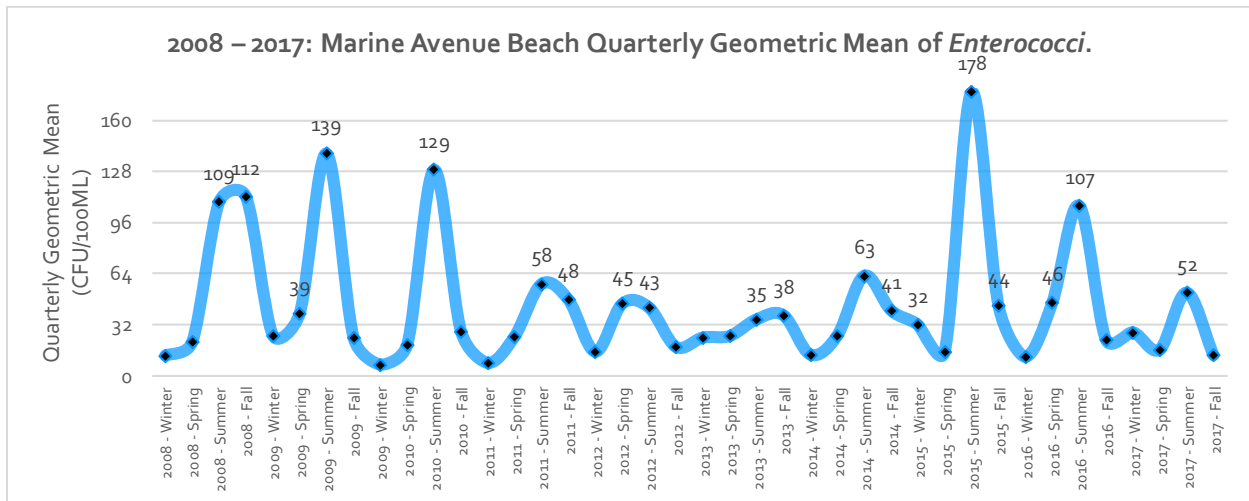 2008 – 2017: Marine Avenue Beach Quarterly Geometric Mean of Enterococci.
Quarterly Geometric Mean
(CFU/100ML)
160
128
96
64
32
0
109
112
39
139
129
58
48
45
43
35
38
63
41
32
178
44
46
107
52
2008 - Winter
2008 - Spring
2008 - Summer
2008 - Fall
2009 - Winter
2009 - Spring
2009 - Summer
2009 - Fall
2009 - Winter
2010 - Spring
2010 - Summer
2010 - Fall
2011 - Winter
2011 - Spring
2011 - Summer
2011 - Fall
2012 - Winter
2012 - Spring
2012 - Summer
2012 - Fall
2013 - Winter
2013 - Spring
2013 - Summer
2013 - Fall
2014 - Winter
2014 - Spring
2014 - Summer
2014 - Fall
2015 - Winter
2015 - Spring
2015 - Summer
2015 - Fall
2016 - Winter
2016 - Spring
2016 - Summer
2016 - Fall
2017 - Winter
2017 - Spring
2017 - Summer
2017 - Fall